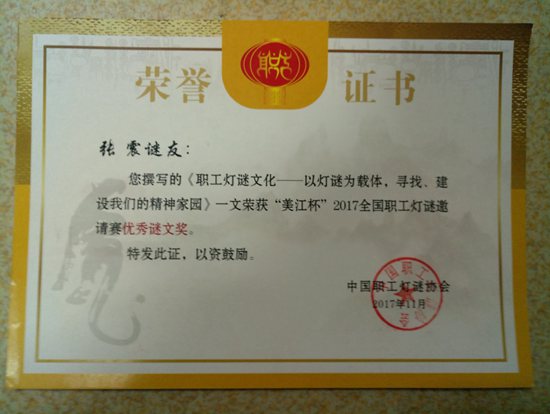 荣誉 证书
张震谜友：
您撰写的《职工灯谜文化——以灯谜为载体，寻找、建
设我们的精神家园》一文荣获“美江杯”2017全国职工灯谜邀
请赛优秀谜文奖。
特发此证，以资鼓励。
中国职工灯谜协会
2017年11月